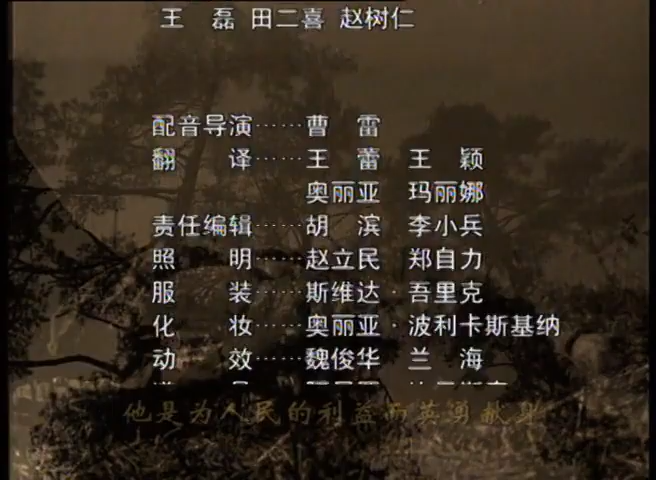 王 磊 田二喜 赵树仁
配音导演……曹 雷
翻 译……王 蕾 王 颖
奥丽亚 玛丽娜
责任编辑……胡 滨 李小兵
照 明……赵立民 郑自力
服 装……斯维达·吾里克
化 妆……奥丽亚·波利卡斯基纳
动 效……魏俊华 兰 海
他是为人民的利益而英勇献身